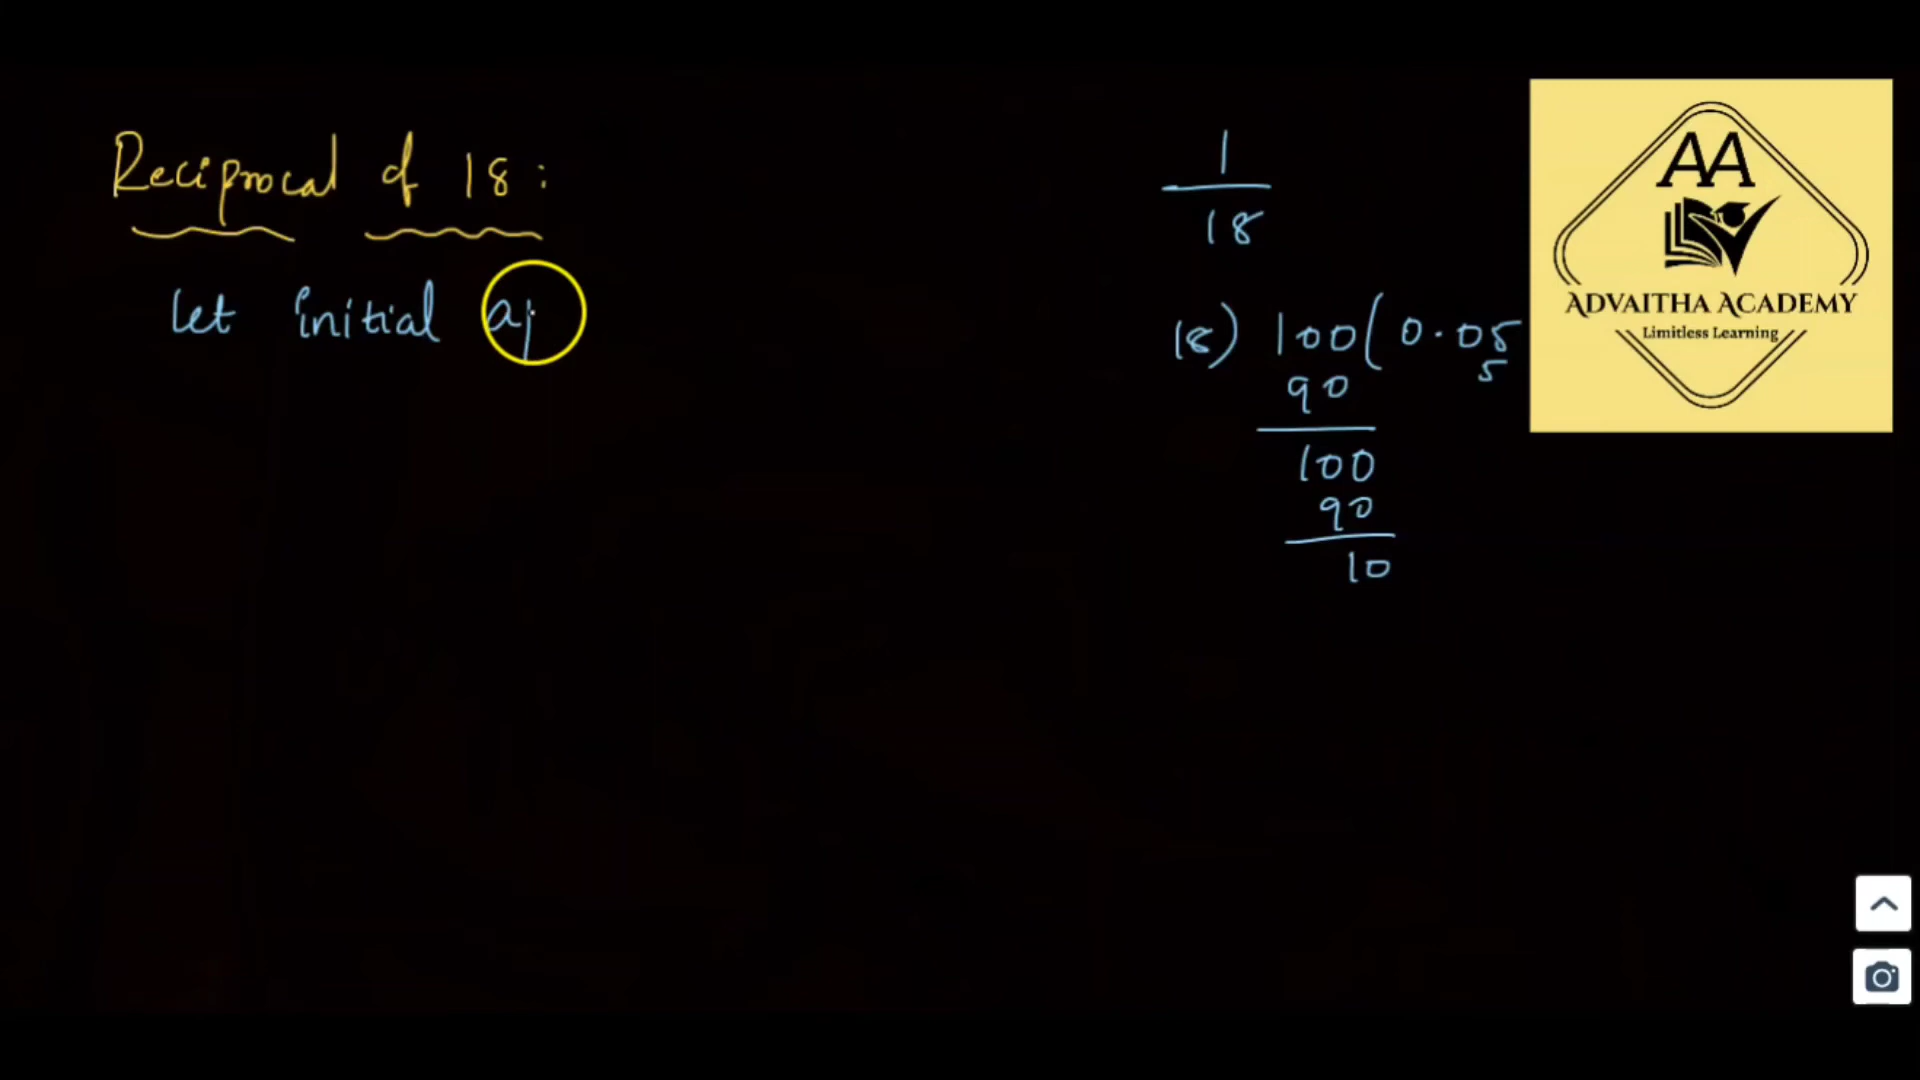 Reciprocal of 18 :
let initial ap
1
18
18) 100( 0.05
5
90
100
90
10
AA
ADVAITHA ACADEMY
Limitless Learning